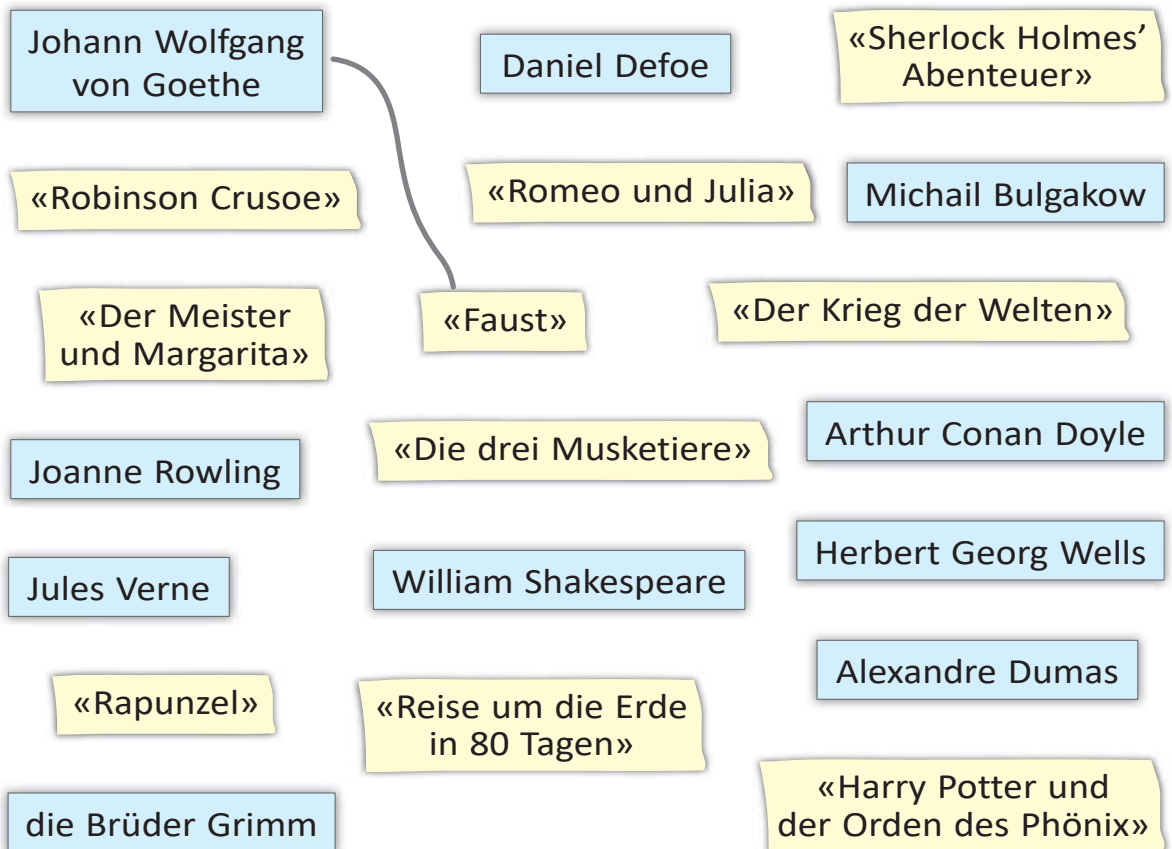 Johann Wolfgang
von Goethe
Daniel Defoe
«Sherlock Holmes’
Abenteuer»
«Robinson Crusoe»
«Romeo und Julia»
Michail Bulgakow
«Der Meister
und Margarita»
«Faust»
«Der Krieg der Welten»
Joanne Rowling
«Die drei Musketiere»
Arthur Conan Doyle
Jules Verne
William Shakespeare
Herbert Georg Wells
«Rapunzel»
«Reise um die Erde
in 80 Tagen»
Alexandre Dumas
die Brüder Grimm
«Harry Potter und
der Orden des Phönix»